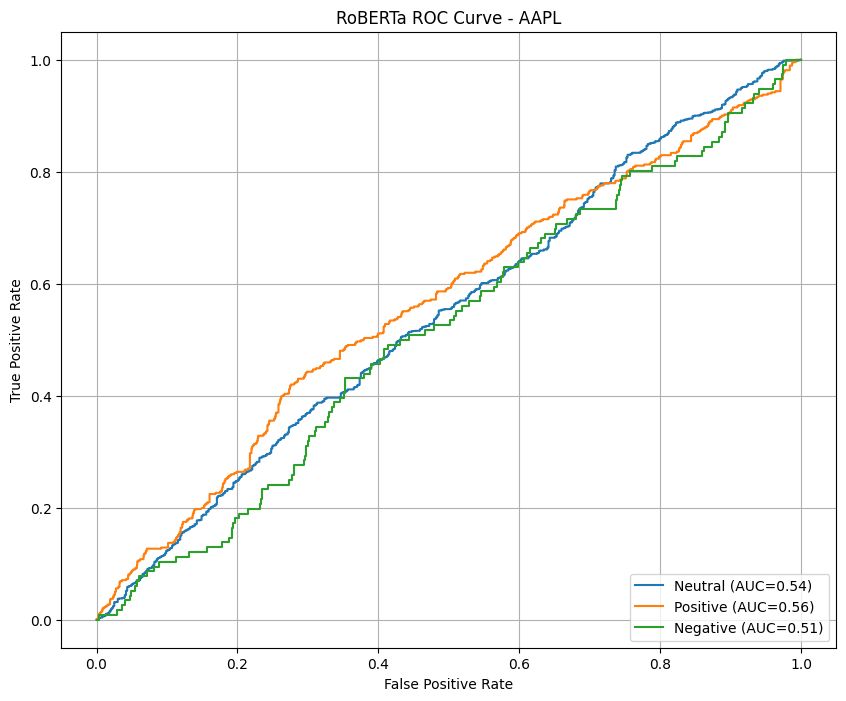 RoBERTa ROC Curve - AAPL
True Positive Rate
1.0
0.8
0.6
0.4
0.2
0.0
Neutral (AUC=0.54)
Positive (AUC=0.56)
Negative (AUC=0.51)
0.0 0.2 0.4 0.6 0.8 1.0
False Positive Rate